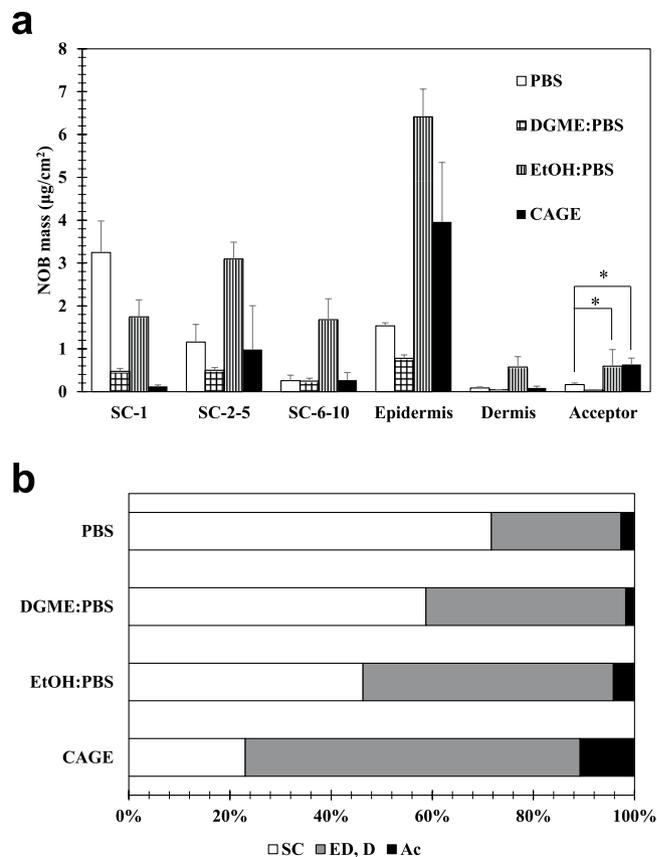 a
8
7
6
5
4
3
2
1
0
NOB mass (µg/cm²)
PBS
DGME:PBS
EtOH:PBS
CAGE
*
*
SC-1 SC-2-5 SC-6-10 Epidermis Dermis Acceptor
b
PBS
DGME:PBS
EtOH:PBS
CAGE
0% 20% 40% 60% 80% 100%
SC ED, D Ac